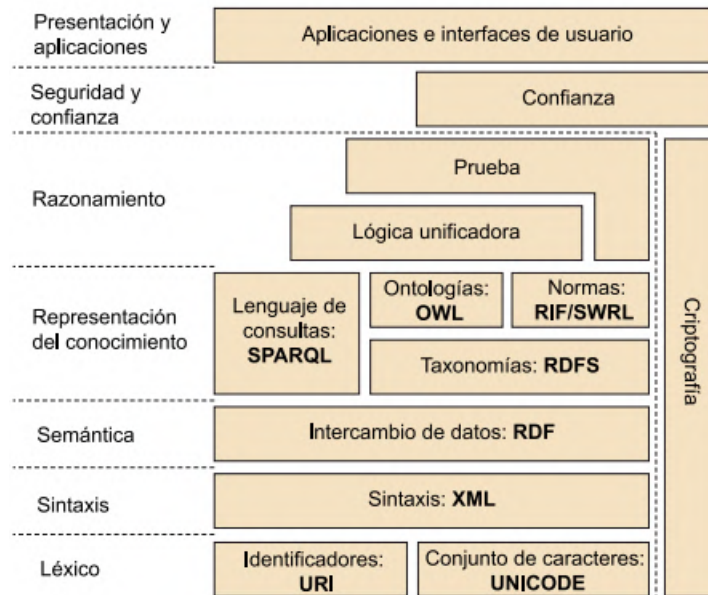 Presentación y
aplicaciones
Aplicaciones e interfaces de usuario
Seguridad y
confianza
Confianza
Razonamiento
Prueba
Lógica unificadora
Representación
del conocimiento
Lenguaje de
consultas:
SPARQL
Ontologías:
OWL
Normas:
RIF/SWRL
Taxonomías: RDFS
Criptografía
Semántica
Intercambio de datos: RDF
Sintaxis
Sintaxis: XML
Léxico
Identificadores:
URI
Conjunto de caracteres:
UNICODE